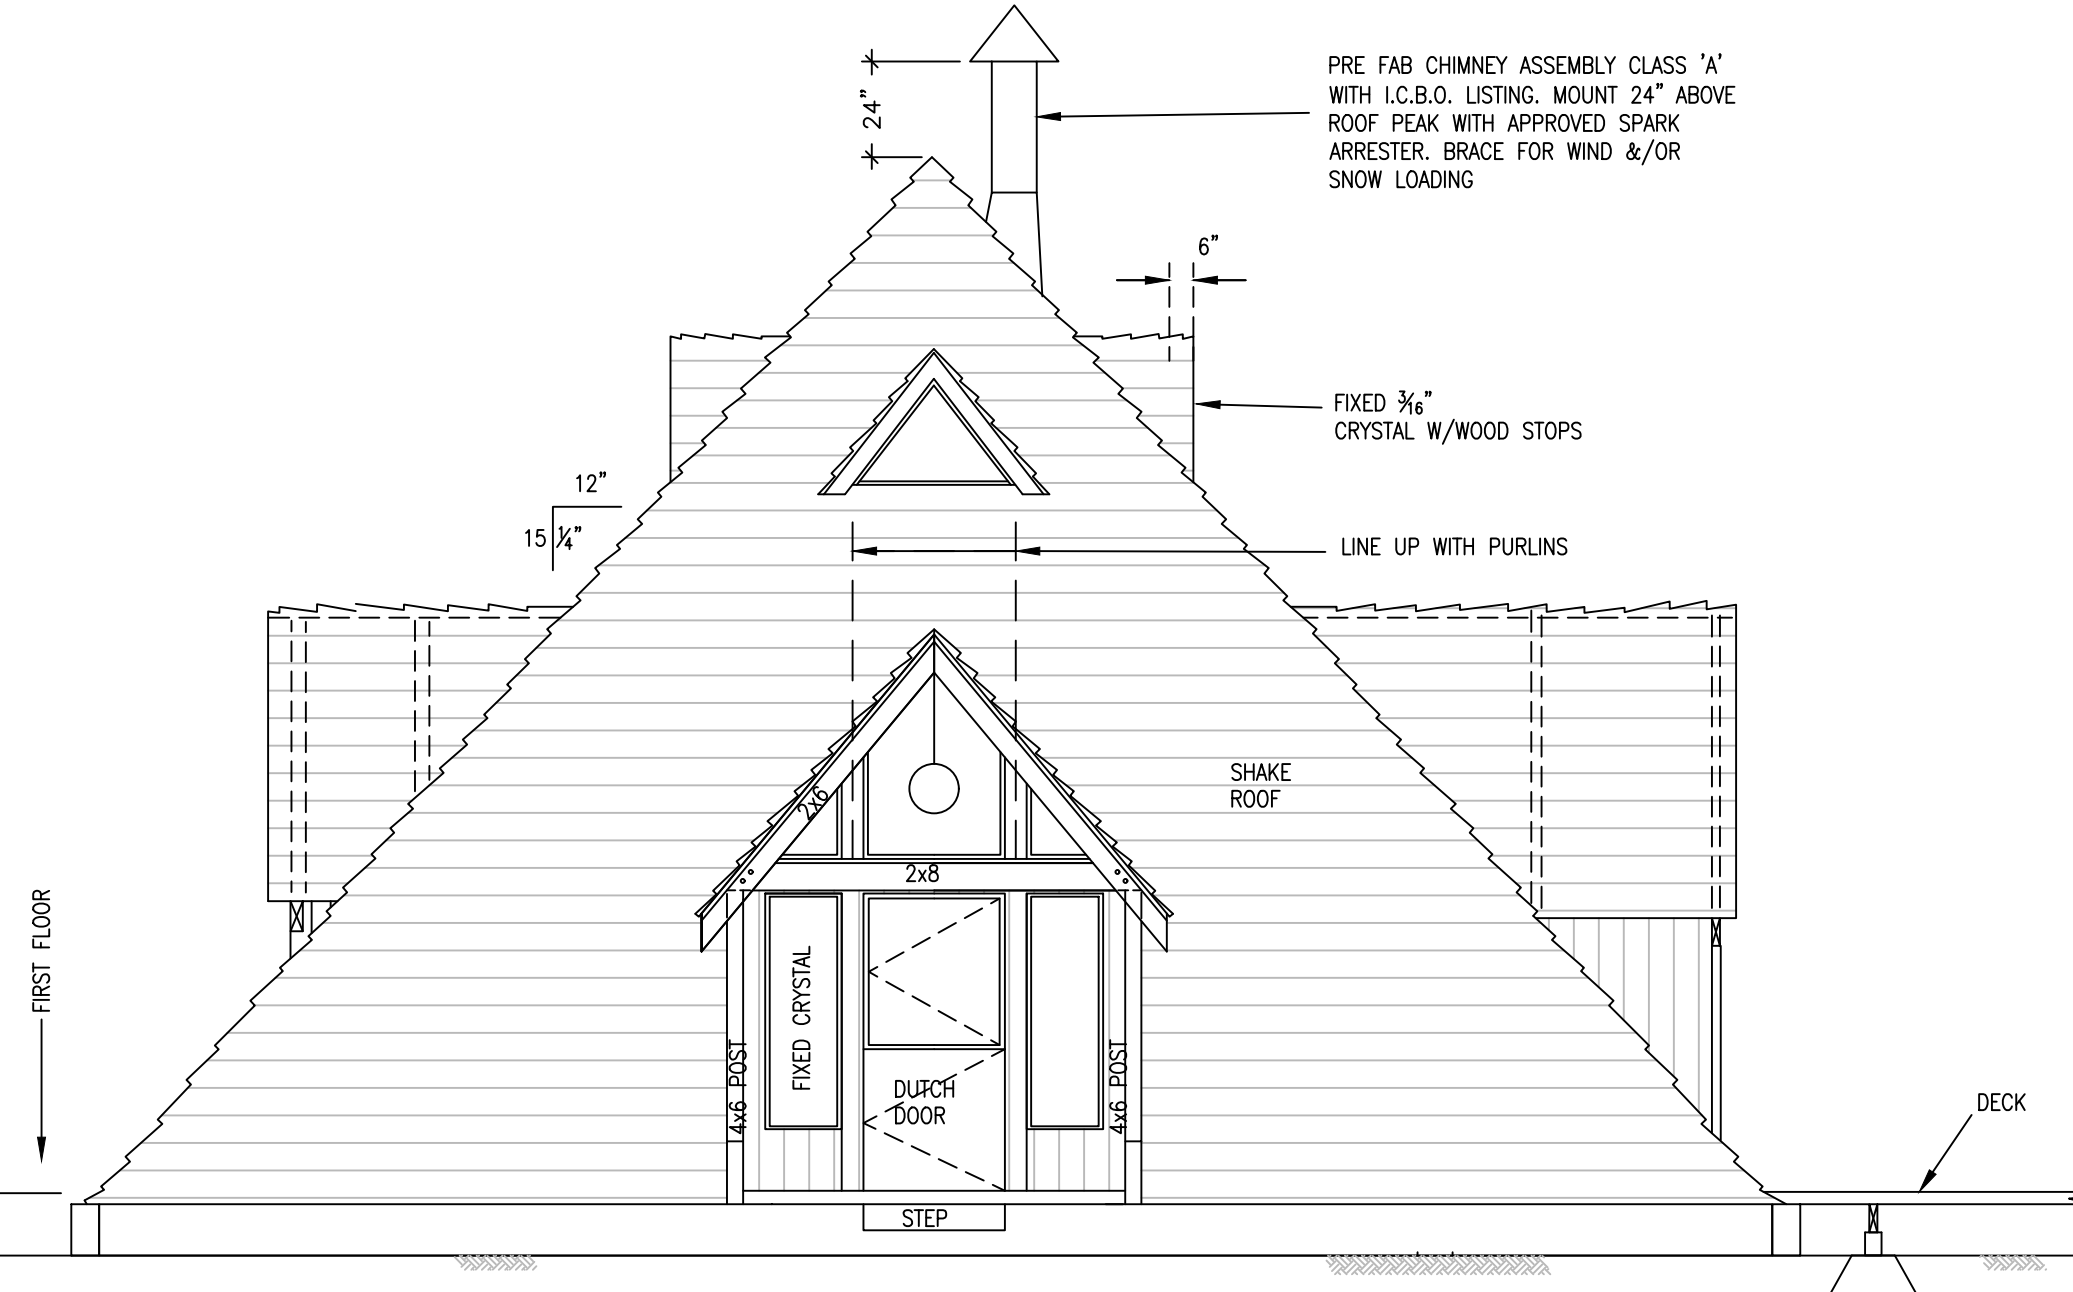 PRE FAB CHIMNEY ASSEMBLY CLASS 'A'
WITH I.C.B.O. LISTING. MOUNT 24" ABOVE
ROOF PEAK WITH APPROVED SPARK
ARRESTER. BRACE FOR WIND &/OR
SNOW LOADING
24"
6"
FIXED 3/16"
CRYSTAL W/WOOD STOPS
12"
15 1/4"
LINE UP WITH PURLINS
SHAKE
ROOF
2x6
2x8
FIRST FLOOR
FIXED CRYSTAL
4x6 POST
4x6 POST
DUTCH
DOOR
DECK
STEP